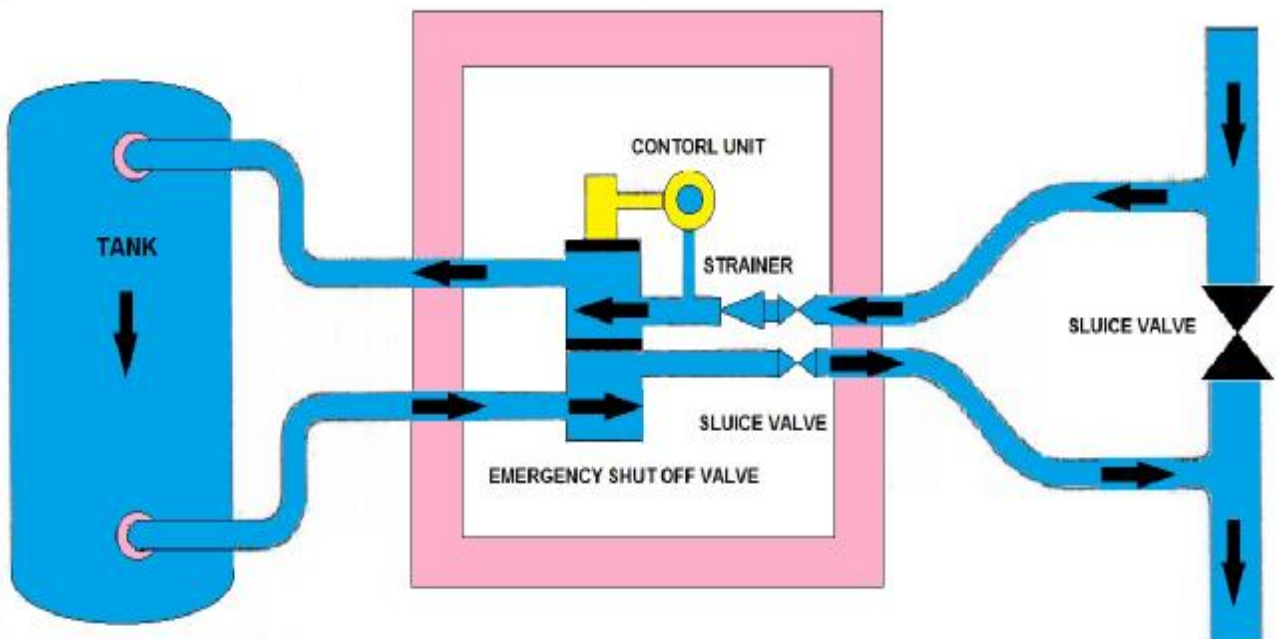 CONTORL UNIT
TANK
STRAINER
SLUICE VALVE
SLUICE VALVE
EMERGENCY SHUT OFF VALVE